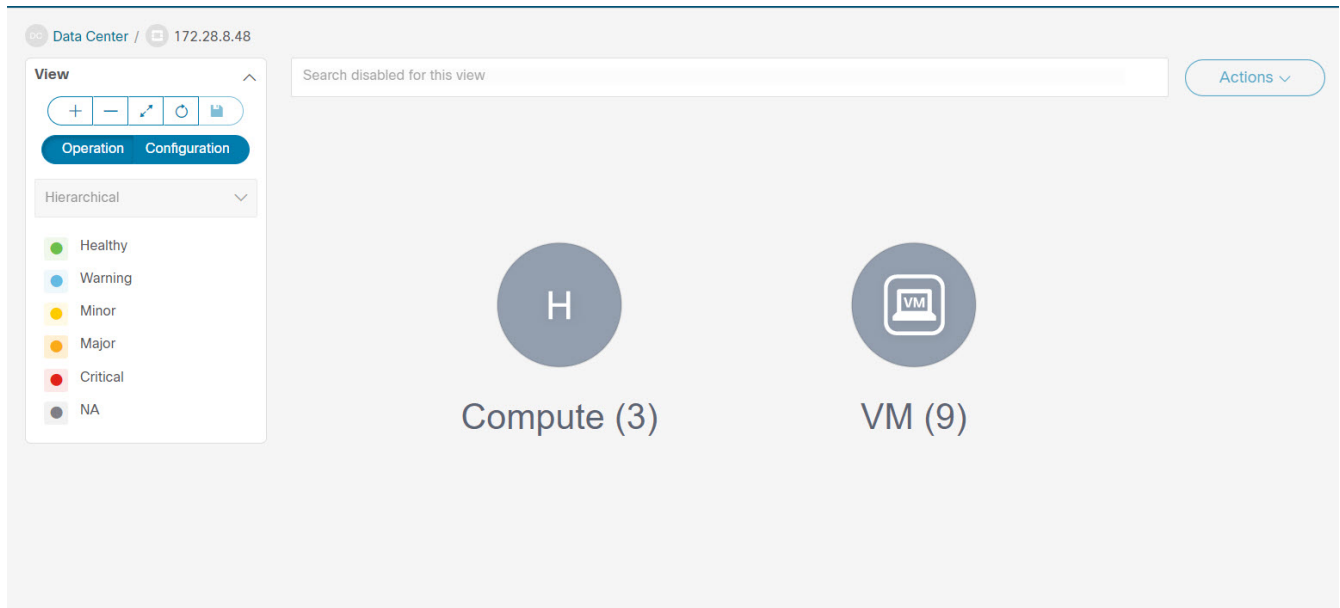 DC Data Center / 172.28.8.48
View
Search disabled for this view
Actions
Operation Configuration
Hierarchical
Healthy
Warning
Minor
Major
Critical
NA
H
VM
Compute (3)
VM (9)